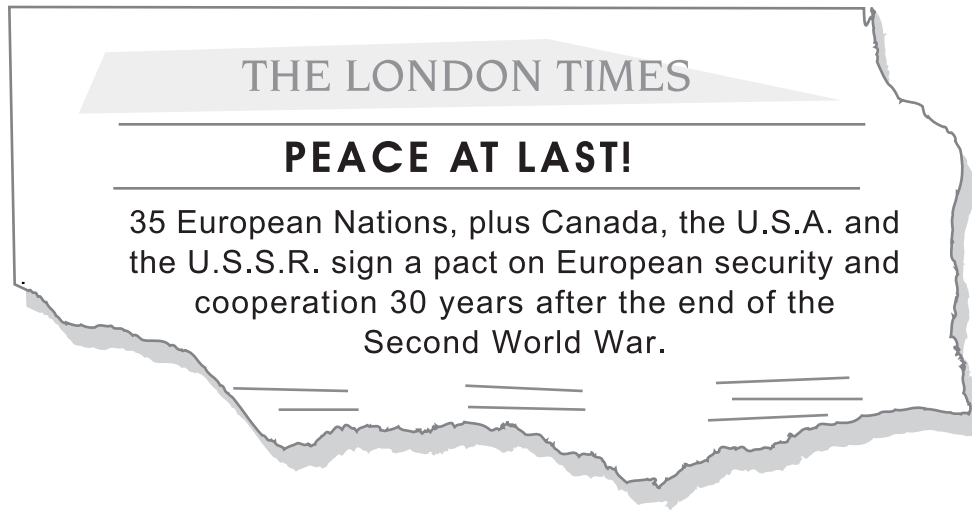 THE LONDON TIMES
PEACE AT LAST!
35 European Nations, plus Canada, the U.S.A. and
the U.S.S.R. sign a pact on European security and
cooperation 30 years after the end of the
Second World War.